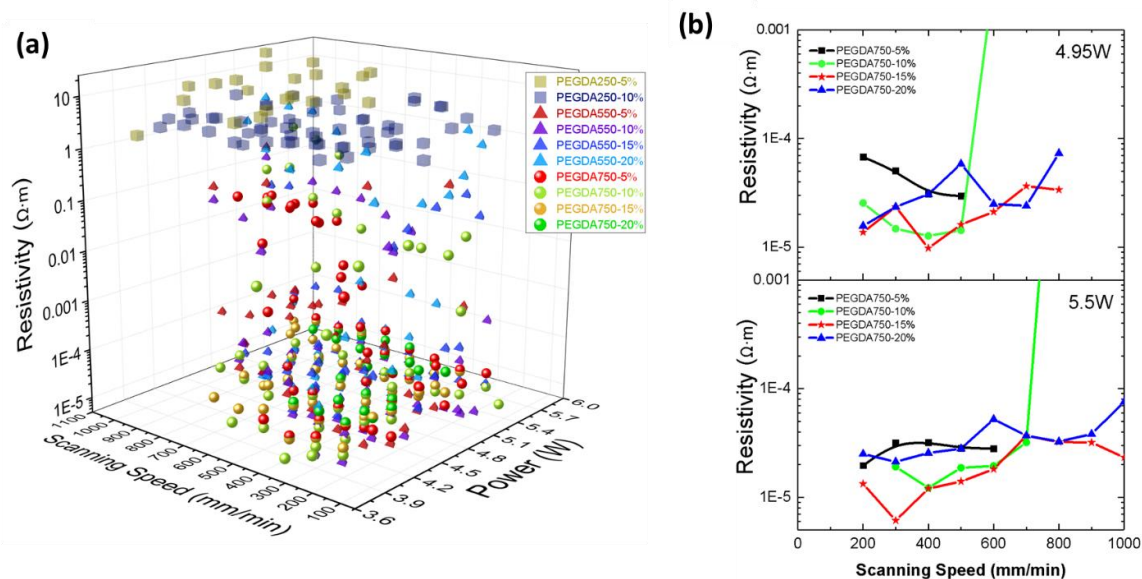 (a)
PEGDA250-5%
PEGDA250-10%
PEGDA550-5%
PEGDA550-10%
PEGDA550-15%
PEGDA550-20%
PEGDA750-5%
PEGDA750-10%
PEGDA750-15%
PEGDA750-20%
Resistivity (Ω·m)
10
1
0.1
0.01
0.001
1E-4
1E-5
1100
1000
900
800
700
600
500
400
300
200
100
Scanning Speed (mm/min)
3.6
3.9
4.2
4.5
4.8
5.1
5.4
5.7
6.0
Power (W)
(b)
0.001
1E-4
1E-5
Resistivity (Ω·m)
PEGDA750-5%
PEGDA750-10%
PEGDA750-15%
PEGDA750-20%
4.95W
0.001
1E-4
1E-5
Resistivity (Ω·m)
PEGDA750-5%
PEGDA750-10%
PEGDA750-15%
PEGDA750-20%
5.5W
0 200 400 600 800 1000
Scanning Speed (mm/min)